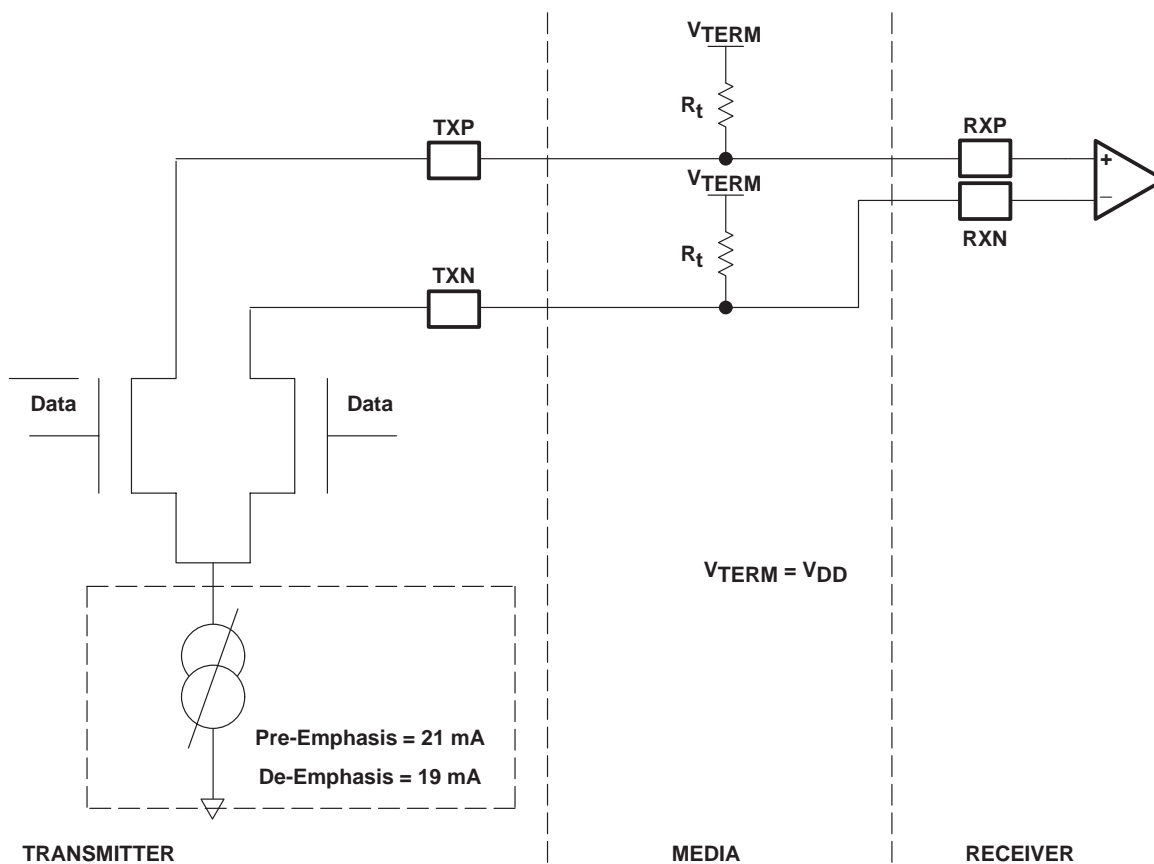 VTERM
Rt
TXP
RXP
+
VTERM
−
Rt
RXN
TXN
Data
Data
VTERM = VDD
Pre-Emphasis = 21 mA
De-Emphasis = 19 mA
TRANSMITTER
MEDIA
RECEIVER